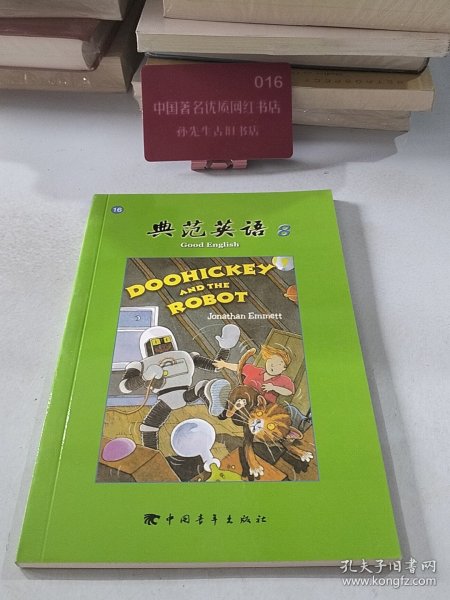 016
中国著名优质网红书店
孙先生古旧书店
16
典范英语 8
Good English
DOOHICKEY
AND THE
ROBOT
Jonathan Emmett
中国青年出版社
孔夫子旧书网
www.kongfz.com